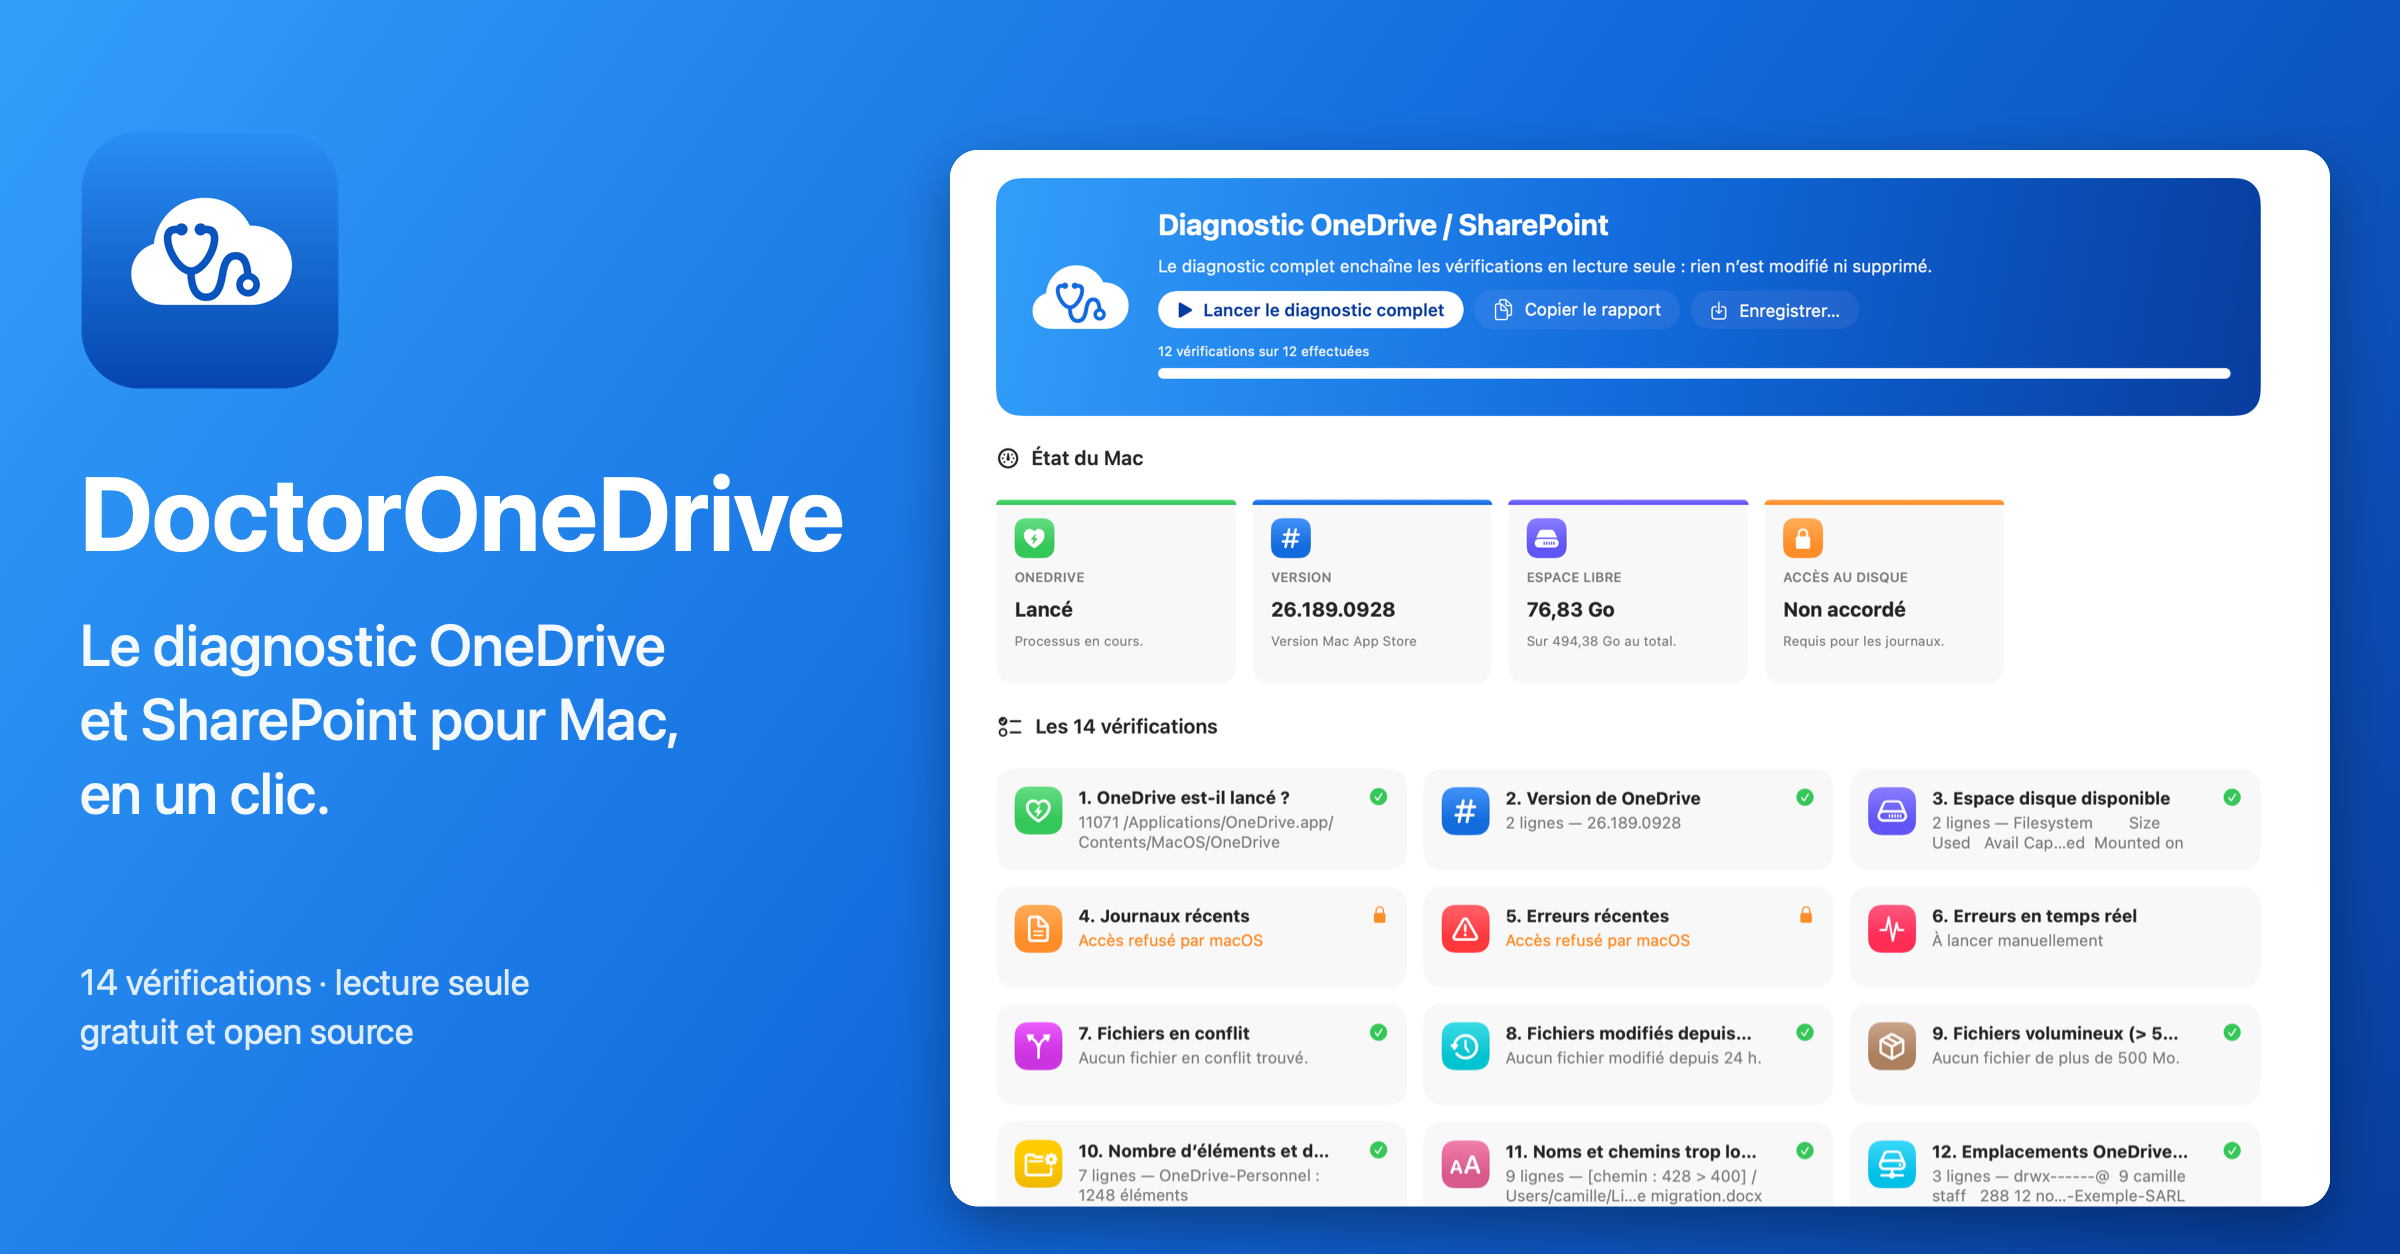 DoctorOneDrive
Le diagnostic OneDrive
et SharePoint pour Mac,
en un clic.
14 vérifications · lecture seule
gratuit et open source
Diagnostic OneDrive / SharePoint
Le diagnostic complet enchaîne les vérifications en lecture seule : rien n’est modifié ni supprimé.
Lancer le diagnostic complet
Copier le rapport
Enregistrer...
12 vérifications sur 12 effectuées
État du Mac
ONEDRIVE
Lancé
Processus en cours.
VERSION
26.189.0928
Version Mac App Store
ESPACE LIBRE
76,83 Go
Sur 494,38 Go au total.
ACCÈS AU DISQUE
Non accordé
Requis pour les journaux.
Les 14 vérifications
1. OneDrive est-il lancé ?
11071 /Applications/OneDrive.app/
Contents/MacOS/OneDrive
2. Version de OneDrive
2 lignes — 26.189.0928
3. Espace disque disponible
2 lignes — Filesystem Size
Used Avail Cap...ed Mounted on
4. Journaux récents
Accès refusé par macOS
5. Erreurs récentes
Accès refusé par macOS
6. Erreurs en temps réel
À lancer manuellement
7. Fichiers en conflit
Aucun fichier en conflit trouvé.
8. Fichiers modifiés depuis...
Aucun fichier modifié depuis 24 h.
9. Fichiers volumineux (> 5...
Aucun fichier de plus de 500 Mo.
10. Nombre d’éléments et d...
7 lignes — OneDrive-Personnel :
1248 éléments
11. Noms et chemins trop lo...
9 lignes — [chemin : 428 > 400] /
Users/camille/Li...e migration.docx
12. Emplacements OneDrive...
3 lignes — drwx------@ 9 camille
staff 288 12 no...-Exemple-SARL